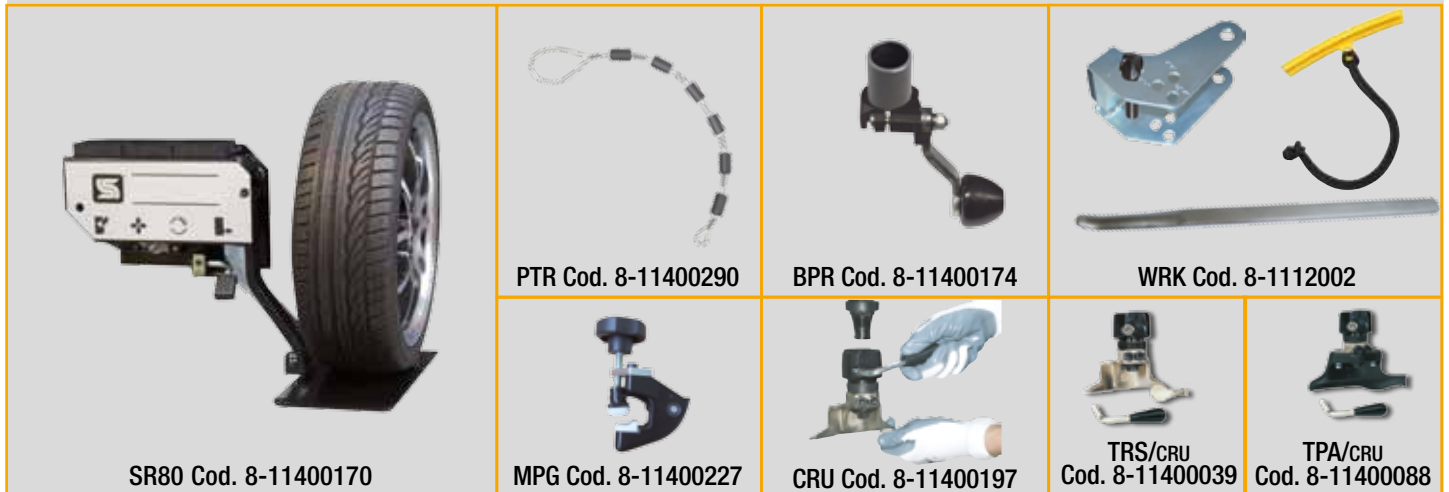 PTR Cod. 8-11400290
BPR Cod. 8-11400174
WRK Cod. 8-1112002
SR80 Cod. 8-11400170
MPG Cod. 8-11400227
CRU Cod. 8-11400197
TRS/CRU
Cod. 8-11400039
TPA/CRU
Cod. 8-11400088